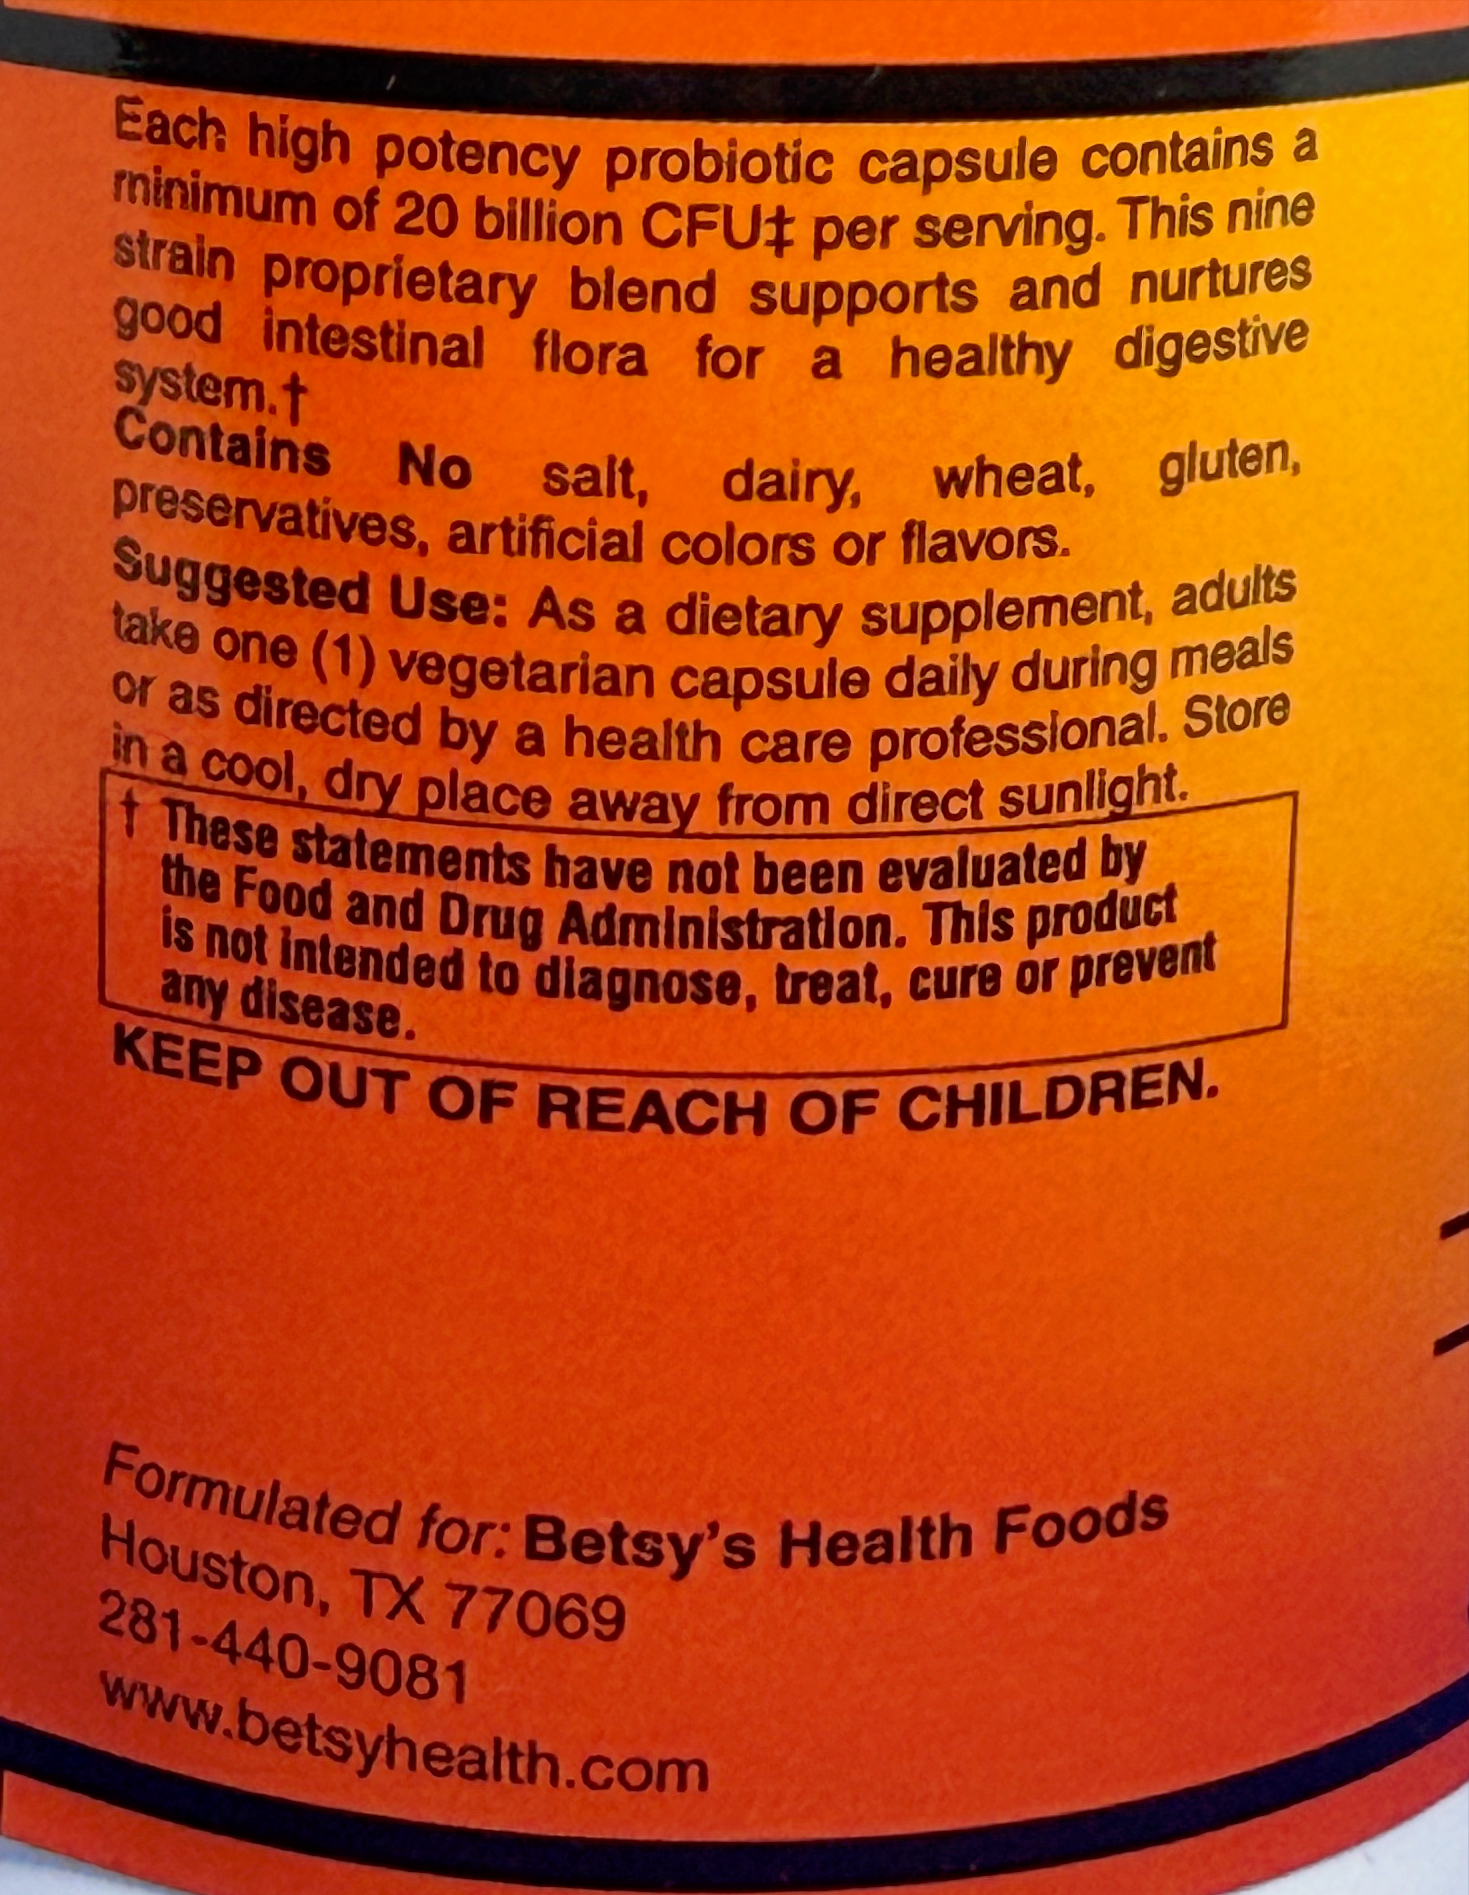 Each high potency probiotic capsule contains a
minimum of 20 billion CFU‡ per serving. This nine
strain proprietary blend supports and nurtures
good intestinal flora for a healthy digestive
system.†
Contains No salt, dairy, wheat, gluten,
preservatives, artificial colors or flavors.
Suggested Use: As a dietary supplement, adults
take one (1) vegetarian capsule daily during meals
or as directed by a health care professional. Store
in a cool, dry place away from direct sunlight.
† These statements have not been evaluated by
the Food and Drug Administration. This product
is not intended to diagnose, treat, cure or prevent
any disease.
KEEP OUT OF REACH OF CHILDREN.
Formulated for: Betsy's Health Foods
Houston, TX 77069
281-440-9081
www.betsyhealth.com